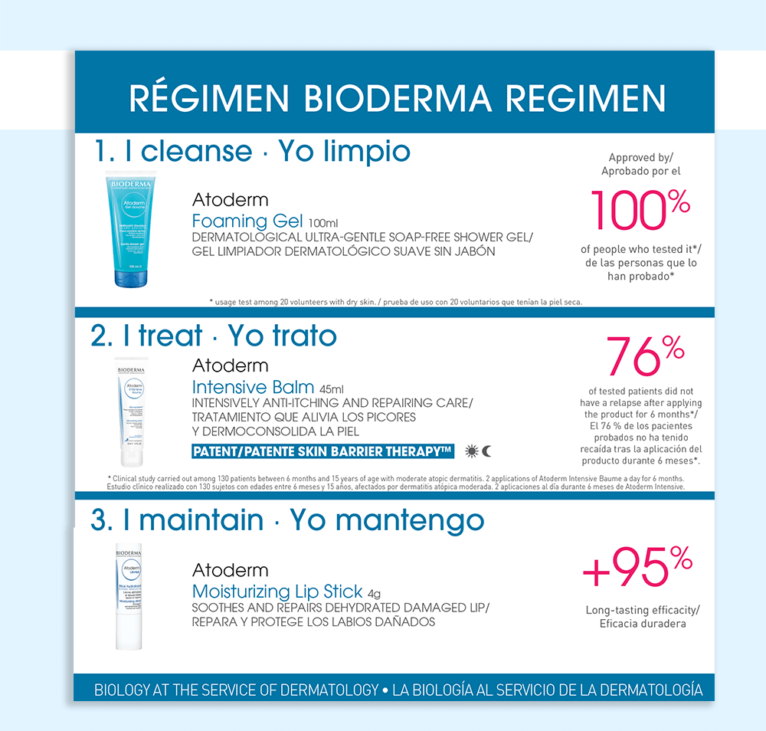 RÉGIMEN BIODERMA REGIMEN
1. I cleanse · Yo limpio
BIODERMA
Atoderm
Atoderm
Foaming Gel 100ml
DERMATOLOGICAL ULTRA-GENTLE SOAP-FREE SHOWER GEL/
GEL LIMPIADOR DERMATOLÓGICO SUAVE SIN JABÓN
Approved by/
Aprobado por el
100%
of people who tested it*/
de las personas que lo
han probado*
* usage test among 20 volunteers with dry skin. / prueba de uso con 20 voluntarios que tenían la piel seca.
2. I treat · Yo trato
BIODERMA
Atoderm
Atoderm
Intensive Balm 45ml
INTENSIVELY ANTI-ITCHING AND REPAIRING CARE/
TRATAMIENTO QUE ALIVIA LOS PICORES
Y DERMOCONSOLIDA LA PIEL
PATENT/PATENTE SKIN BARRIER THERAPY™
76%
of tested patients did not
have a relapse after applying
the product for 6 months*/
El 76 % de los pacientes
probados no ha tenido
recaída tras la aplicación del
producto durante 6 meses*.
* Clinical study carried out among 130 patients between 6 months and 15 years of age with moderate atopic dermatitis. 2 applications of Atoderm Intensive Baume a day for 6 months.
Estudio clínico realizado con 130 sujetos con edades entre 6 meses y 15 años, afectados por dermatitis atópica moderada. 2 aplicaciones al día durante 6 meses de Atoderm Intensive.
3. I maintain · Yo mantengo
BIODERMA
Atoderm
Atoderm
Moisturizing Lip Stick 4g
SOOTHES AND REPAIRS DEHYDRATED DAMAGED LIP/
REPARA Y PROTEGE LOS LABIOS DAÑADOS
+95%
Long-tasting efficacity/
Eficacia duradera
BIOLOGY AT THE SERVICE OF DERMATOLOGY • LA BIOLOGÍA AL SERVICIO DE LA DERMATOLOGÍA